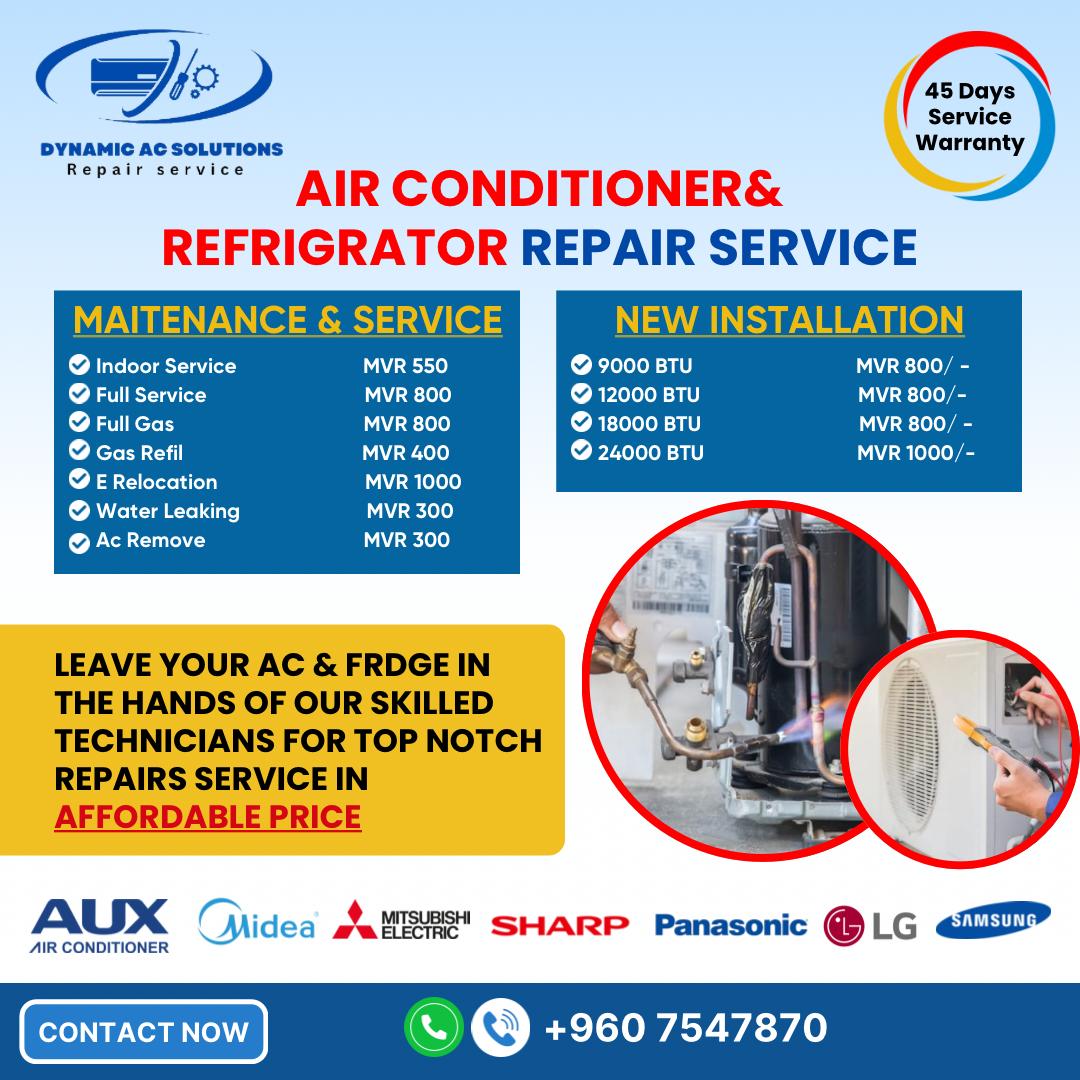 DYNAMIC AC SOLUTIONS
Repair service
45 Days
Service
Warranty
AIR CONDITIONER&
REFRIGRATOR REPAIR SERVICE
MAITENANCE & SERVICE
Indoor Service MVR 550
Full Service MVR 800
Full Gas MVR 800
Gas Refil MVR 400
E Relocation MVR 1000
Water Leaking MVR 300
Ac Remove MVR 300
NEW INSTALLATION
9000 BTU MVR 800/ -
12000 BTU MVR 800/-
18000 BTU MVR 800/ -
24000 BTU MVR 1000/-
LEAVE YOUR AC & FRDGE IN
THE HANDS OF OUR SKILLED
TECHNICIANS FOR TOP NOTCH
REPAIRS SERVICE IN
AFFORDABLE PRICE
AUX
AIR CONDITIONER
Midea
MITSUBISHI
ELECTRIC
SHARP
Panasonic
LG
SAMSUNG
CONTACT NOW
+960 7547870